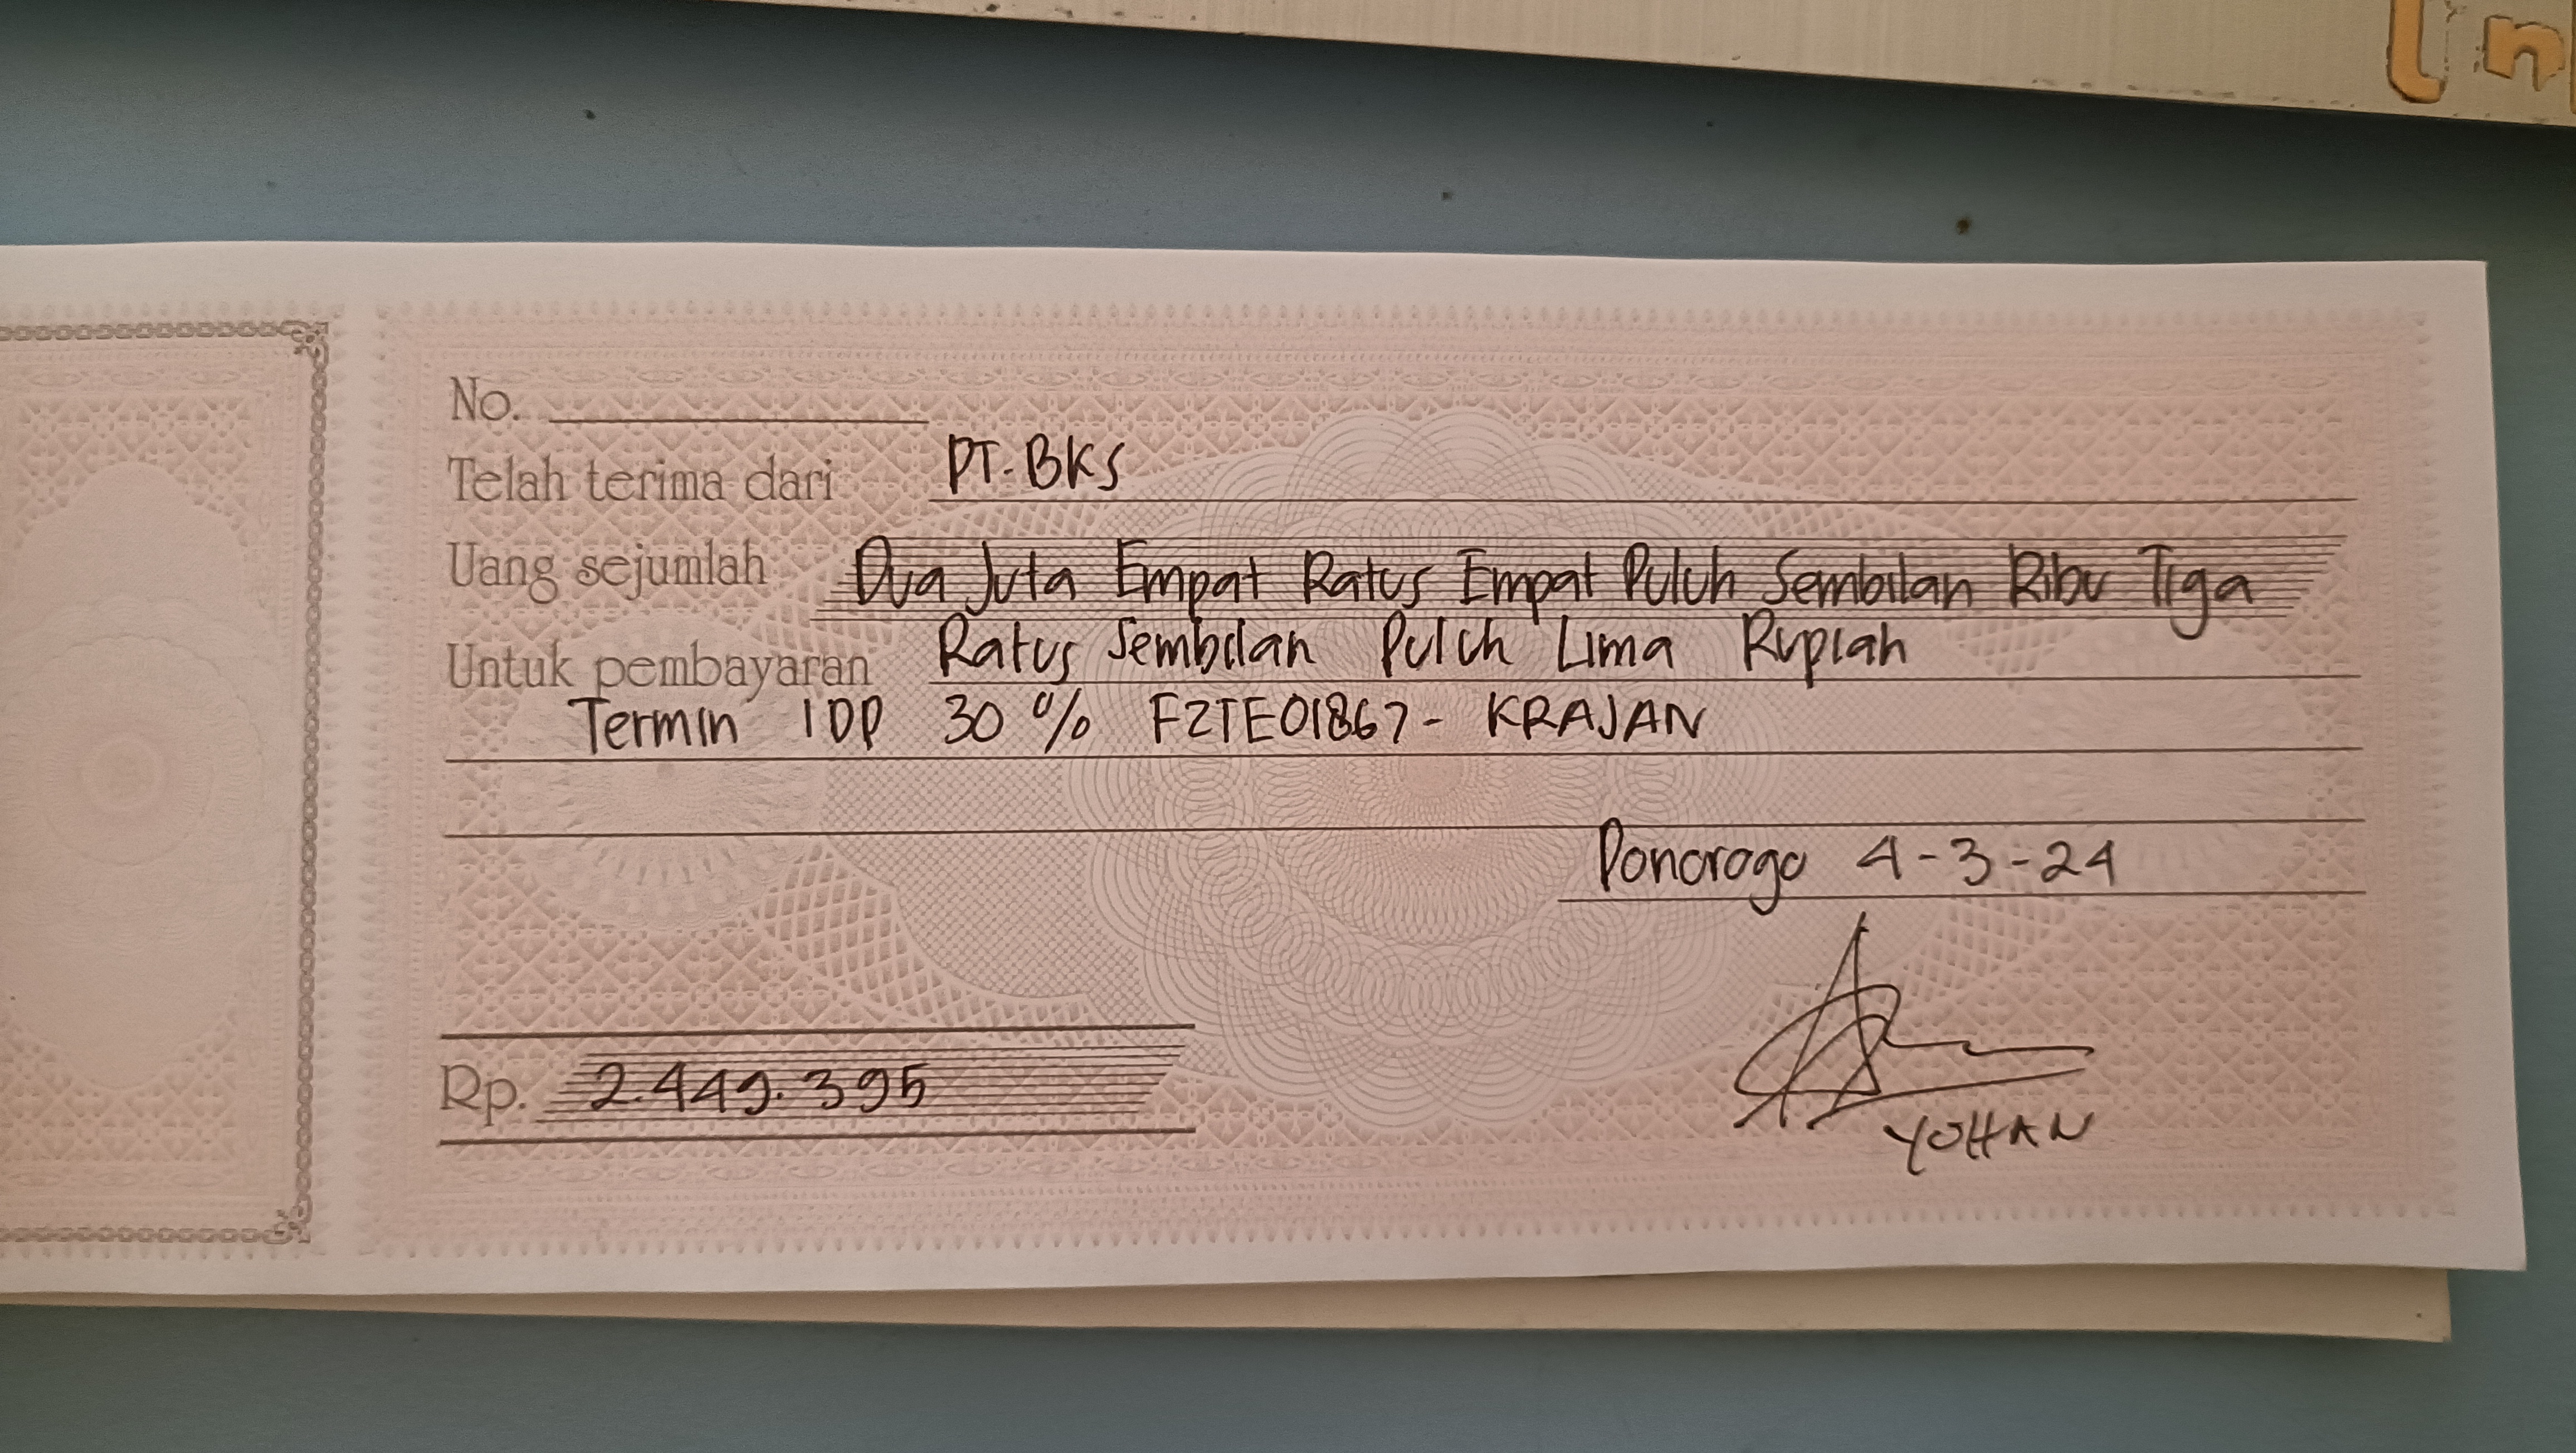 ln
No.
Telah terima dari PT. BKS
Uang sejumlah Dua Juta Empat Ratus Empat Puluh Sembilan Ribu Tiga
Ratus Sembilan Puluh Lima Rupiah
Untuk pembayaran
Termin 1 DP 30 % F2TE01867 - KRAJAN
Ponorogo 4-3-24
Rp. 2.449.395
YOHAN